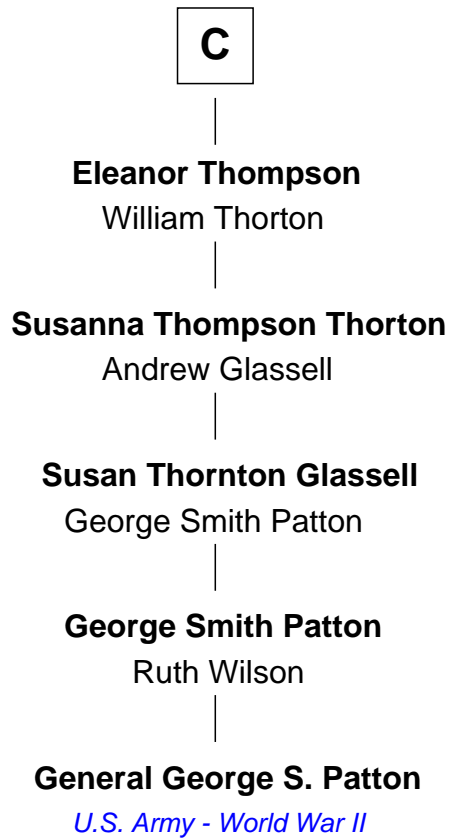 C
Eleanor Thompson
William Thorton
Susanna Thompson Thorton
Andrew Glassell
Susan Thornton Glassell
George Smith Patton
George Smith Patton
Ruth Wilson
General George S. Patton
U.S. Army - World War II